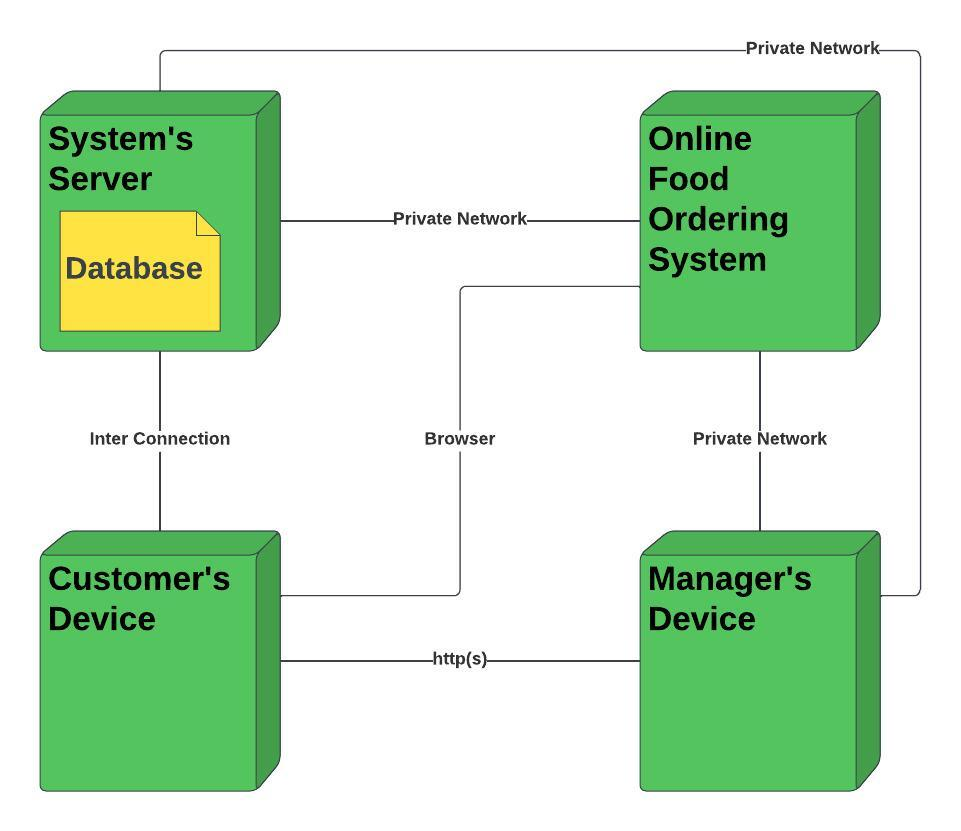 Private Network
System's
Server
Database
Online
Food
Ordering
System
Private Network
Inter Connection
Browser
Private Network
Customer's
Device
Manager's
Device
http(s)